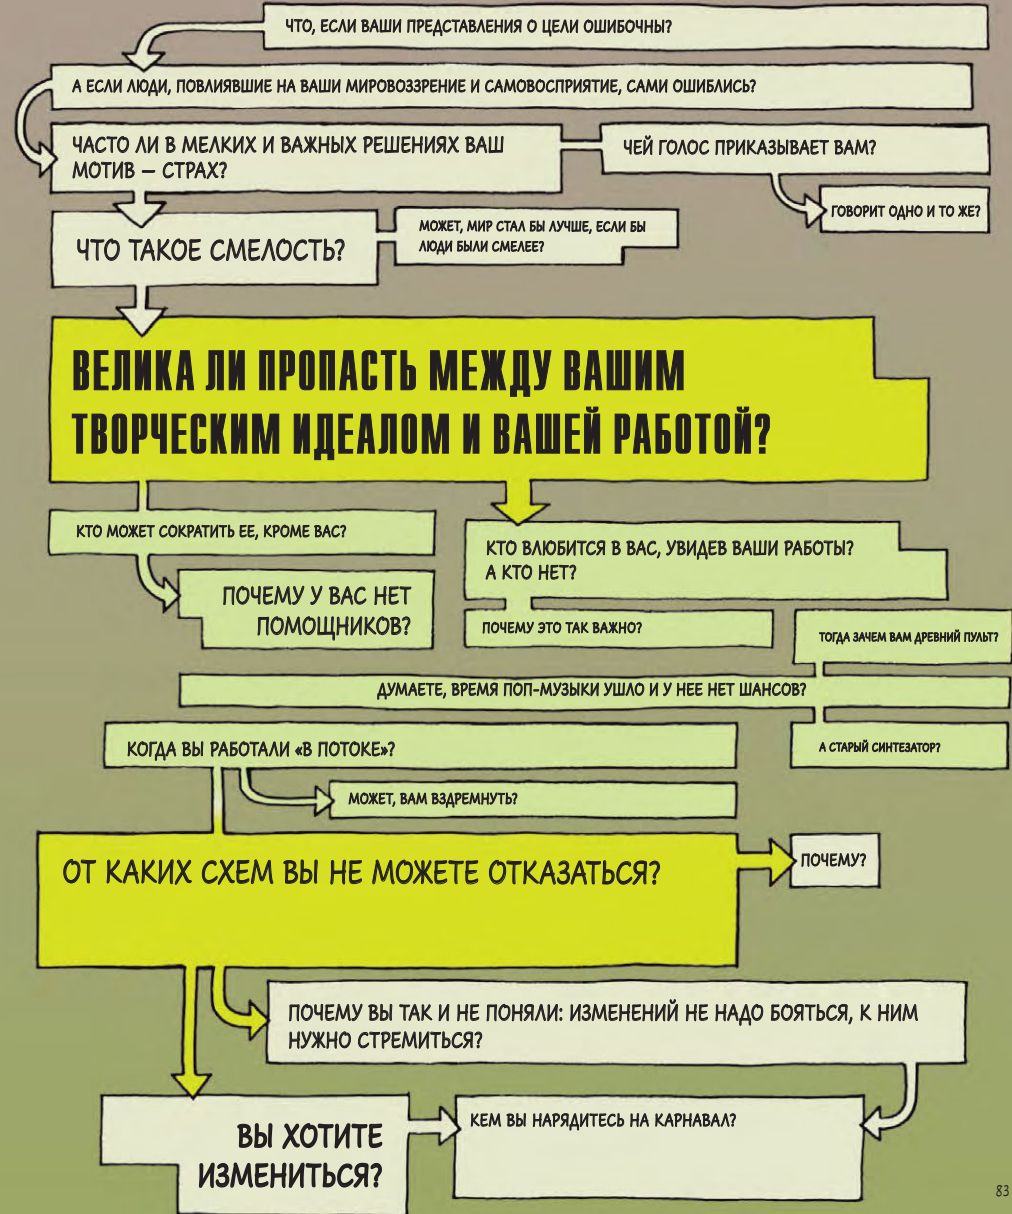 ЧТО, ЕСЛИ ВАШИ ПРЕДСТАВЛЕНИЯ О ЦЕЛИ ОШИБОЧНЫ?
А ЕСЛИ ЛЮДИ, ПОВЛИЯВШИЕ НА ВАШИ МИРОВОЗЗРЕНИЕ И САМОВОСПРИЯТИЕ, САМИ ОШИБЛИСЬ?
ЧАСТО ЛИ В МЕЛКИХ И ВАЖНЫХ РЕШЕНИЯХ ВАШ
МОТИВ – СТРАХ?
ЧЕЙ ГОЛОС ПРИКАЗЫВАЕТ ВАМ?
ГОВОРИТ ОДНО И ТО ЖЕ?
ЧТО ТАКОЕ СМЕЛОСТЬ?
МОЖЕТ, МИР СТАЛ БЫ ЛУЧШЕ, ЕСЛИ БЫ
ЛЮДИ БЫЛИ СМЕЛЕЕ?
ВЕЛИКА ЛИ ПРОПАСТЬ МЕЖДУ ВАШИМ
ТВОРЧЕСКИМ ИДЕАЛОМ И ВАШЕЙ РАБОТОЙ?
КТО МОЖЕТ СОКРАТИТЬ ЕЕ, КРОМЕ ВАС?
ПОЧЕМУ У ВАС НЕТ
ПОМОЩНИКОВ?
КТО ВЛЮБИТСЯ В ВАС, УВИДЕВ ВАШИ РАБОТЫ?
А КТО НЕТ?
ПОЧЕМУ ЭТО ТАК ВАЖНО?
ТОГДА ЗАЧЕМ ВАМ ДРЕВНИЙ ПУЛЬТ?
ДУМАЕТЕ, ВРЕМЯ ПОП-МУЗЫКИ УШЛО И У НЕЕ НЕТ ШАНСОВ?
КОГДА ВЫ РАБОТАЛИ «В ПОТОКЕ»?
А СТАРЫЙ СИНТЕЗАТОР?
МОЖЕТ, ВАМ ВЗДРЕМНУТЬ?
ОТ КАКИХ СХЕМ ВЫ НЕ МОЖЕТЕ ОТКАЗАТЬСЯ?
ПОЧЕМУ?
ПОЧЕМУ ВЫ ТАК И НЕ ПОНЯЛИ: ИЗМЕНЕНИЙ НЕ НАДО БОЯТЬСЯ, К НИМ
НУЖНО СТРЕМИТЬСЯ?
ВЫ ХОТИТЕ
ИЗМЕНИТЬСЯ?
КЕМ ВЫ НАРЯДИТЕСЬ НА КАРНАВАЛ?
83